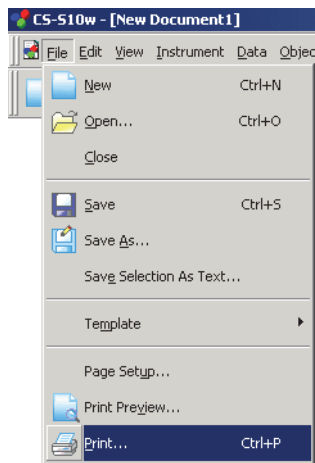 CS-S10w - [New Document1]
File Edit View Instrument Data Objec
New Ctrl+N
Open... Ctrl+O
Close
Save Ctrl+S
Save As...
Save Selection As Text...
Template
Page Setup...
Print Preview...
Print... Ctrl+P